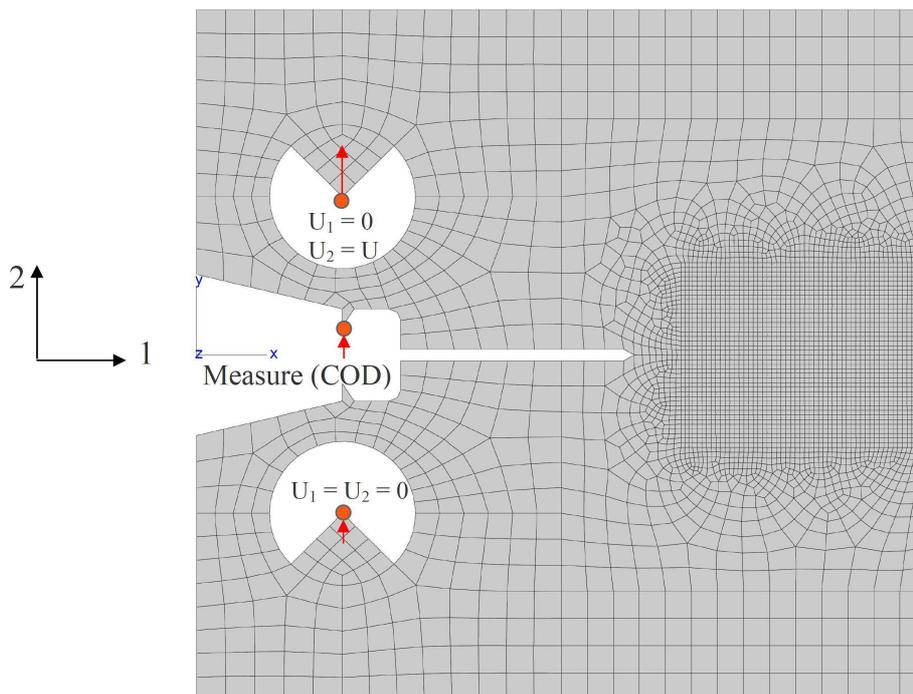 U₁ = 0
U₂ = U
2
y
1
z
x
Measure (COD)
U₁ = U₂ = 0